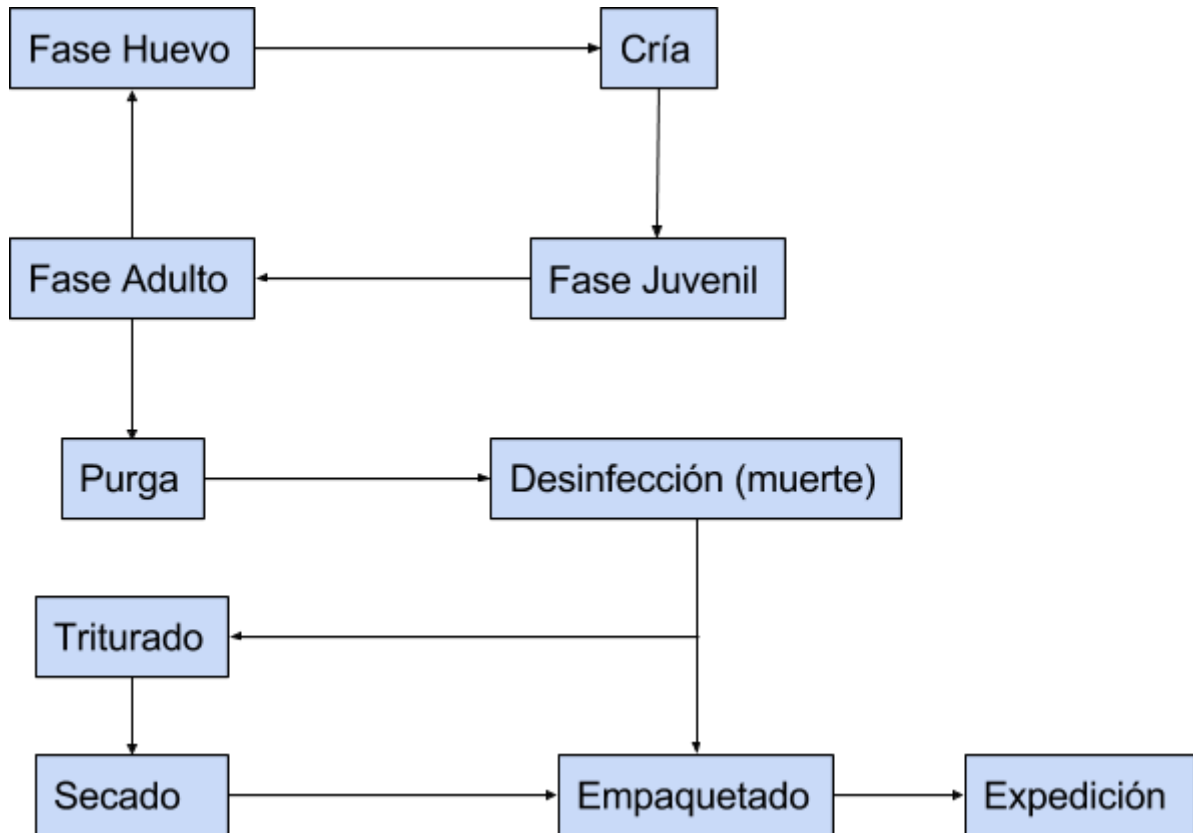 Fase Huevo
Cría
Fase Adulto
Fase Juvenil
Purga
Desinfección (muerte)
Triturado
Secado
Empaquetado
Expedición